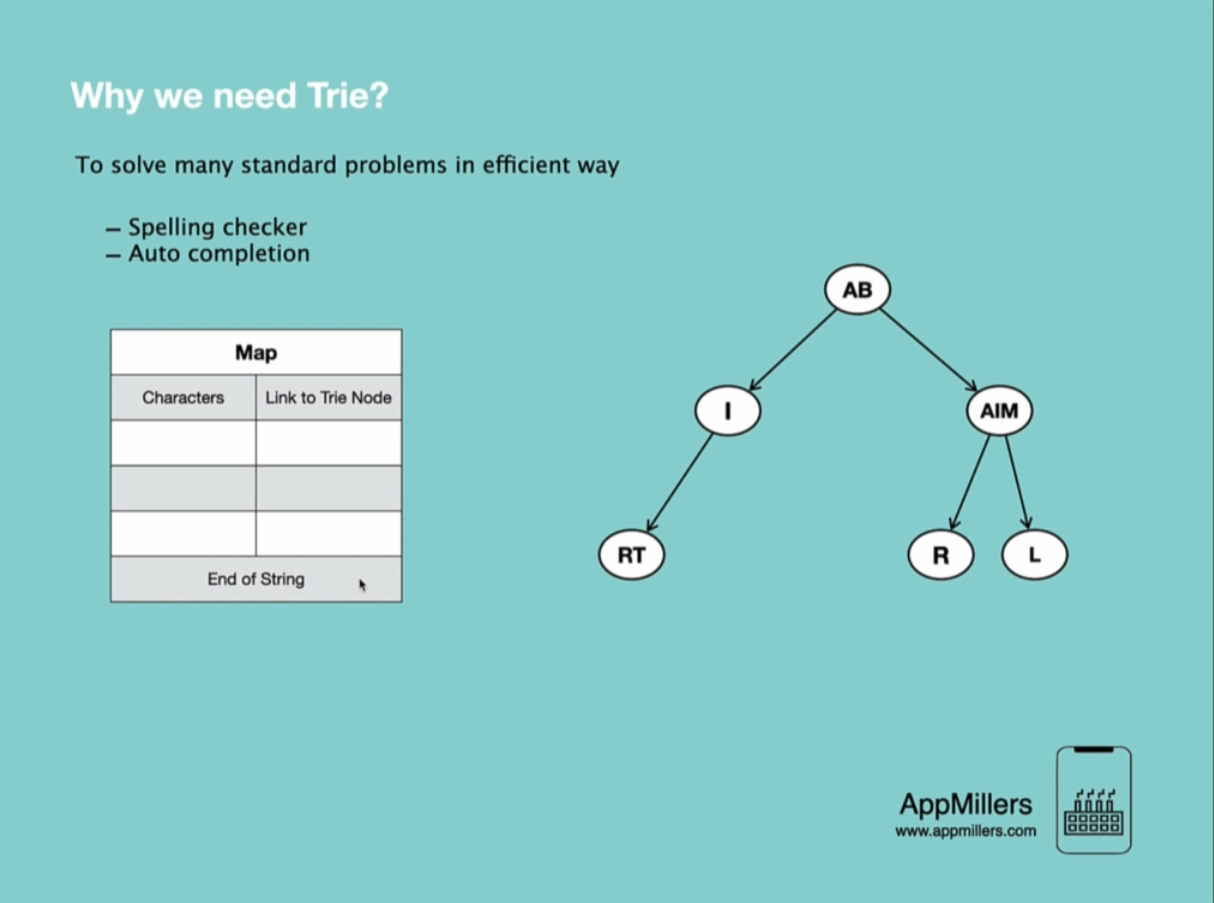 Why we need Trie?
To solve many standard problems in efficient way
– Spelling checker
– Auto completion
Map
Characters Link to Trie Node
End of String
AB
I AIM
RT R L
AppMillers
www.appmillers.com